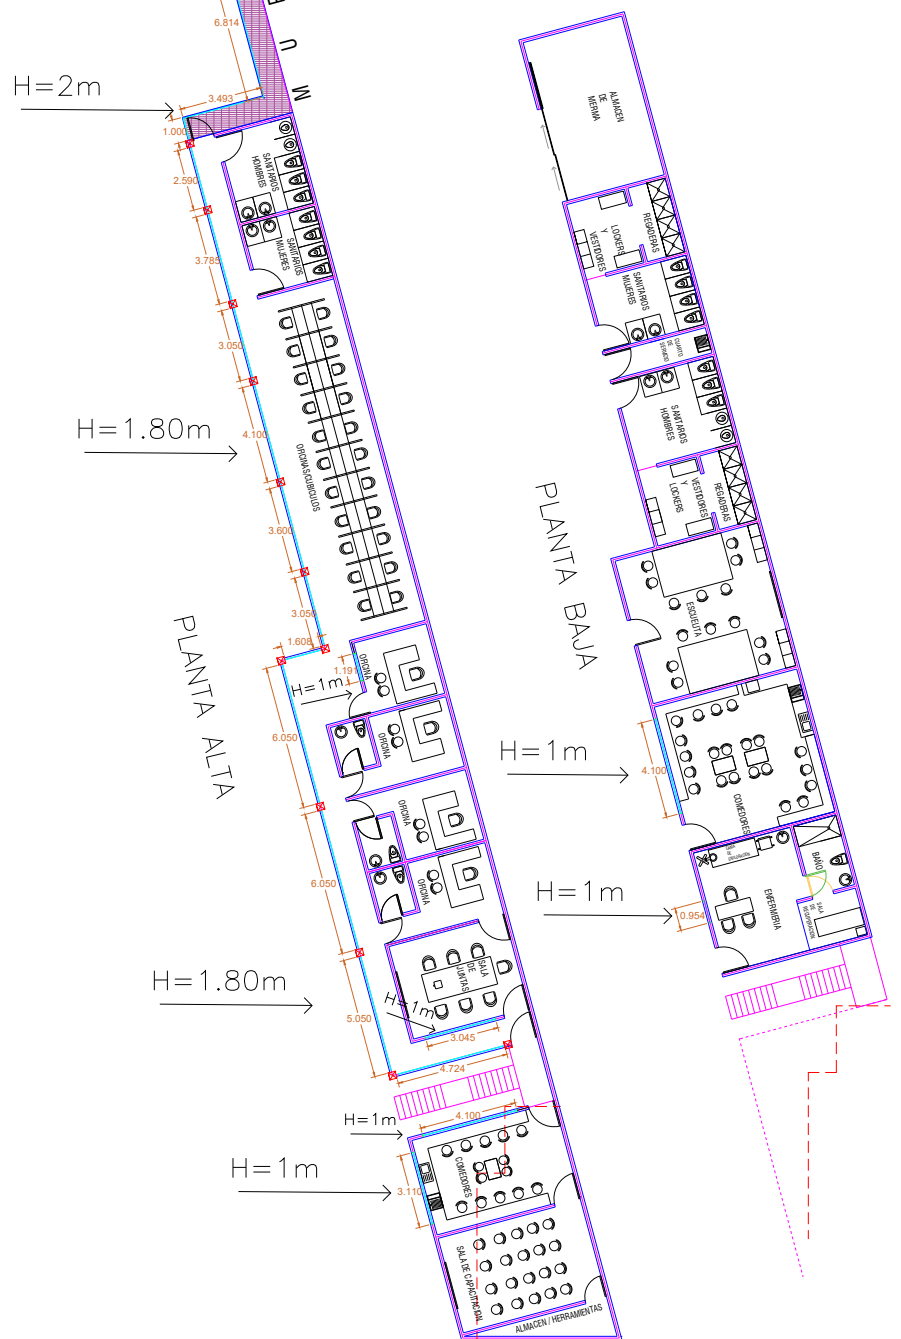 6.814
U
M
H=2m
3.493
1.000
2.590
SANITARIOS
HOMBRES
3.785
SANITARIOS
MUJERES
3.050
4.100
H=1.80m
OFICINAS/CUBICULOS
3.600
3.050
PLANTA ALTA
1.608
1.191
OFICINA
H=1m
6.050
OFICINA
OFICINA
6.050
OFICINA
H=1.80m
5.050
SALA
DE
JUNTAS
H=1m
3.045
4.724
H=1m
4.100
H=1m
3.110
COMEDORES
SALA DE CAPACITACION
ALMACEN / HERRAMIENTAS
ALMACEN
DE
MERMA
REGADERAS
LOCKERS
Y
VESTIDORES
SANITARIOS
MUJERES
CUARTO
DE
SERVICIO
SANITARIOS
HOMBRES
VESTIDORES
Y
LOCKERS
REGADERAS
PLANTA BAJA
ESCUELITA
H=1m
4.100
COMEDORES
H=1m
0.954
BAÑO
ENFERMERIA
SALA
DE
RECUPERACION